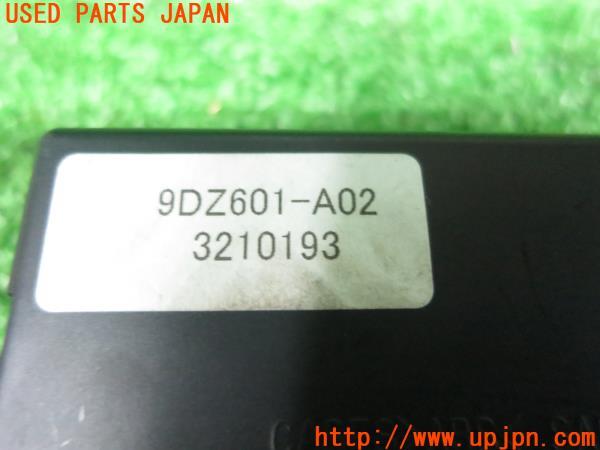 USED PARTS JAPAN
9DZ601-A02
3210193
http://www.upjpn.com